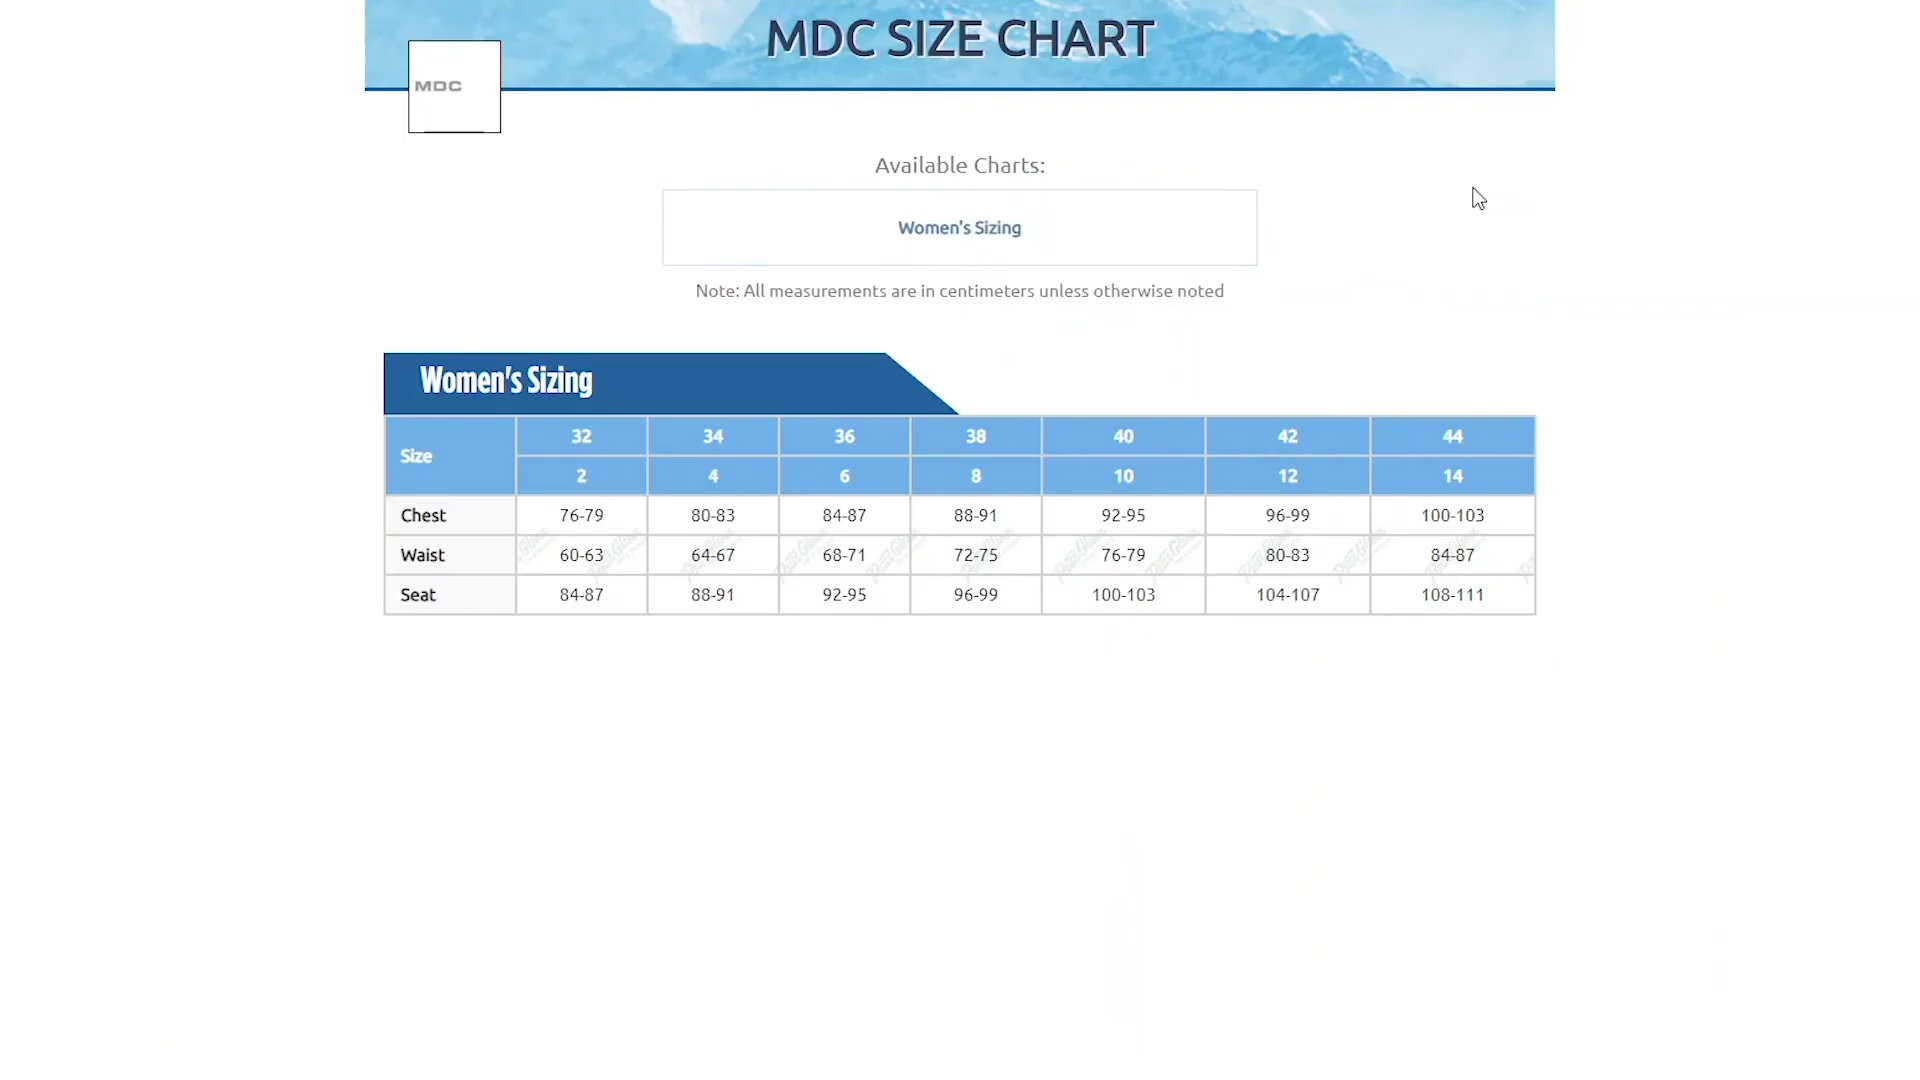 MDC SIZE CHART
MDC
Available Charts:
Women's Sizing
Note: All measurements are in centimeters unless otherwise noted
Women's Sizing
Size 32 34 36 38 40 42 44
2 4 6 8 10 12 14
Chest 76-79 80-83 84-87 88-91 92-95 96-99 100-103
Waist 60-63 64-67 68-71 72-75 76-79 80-83 84-87
Seat 84-87 88-91 92-95 96-99 100-103 104-107 108-111